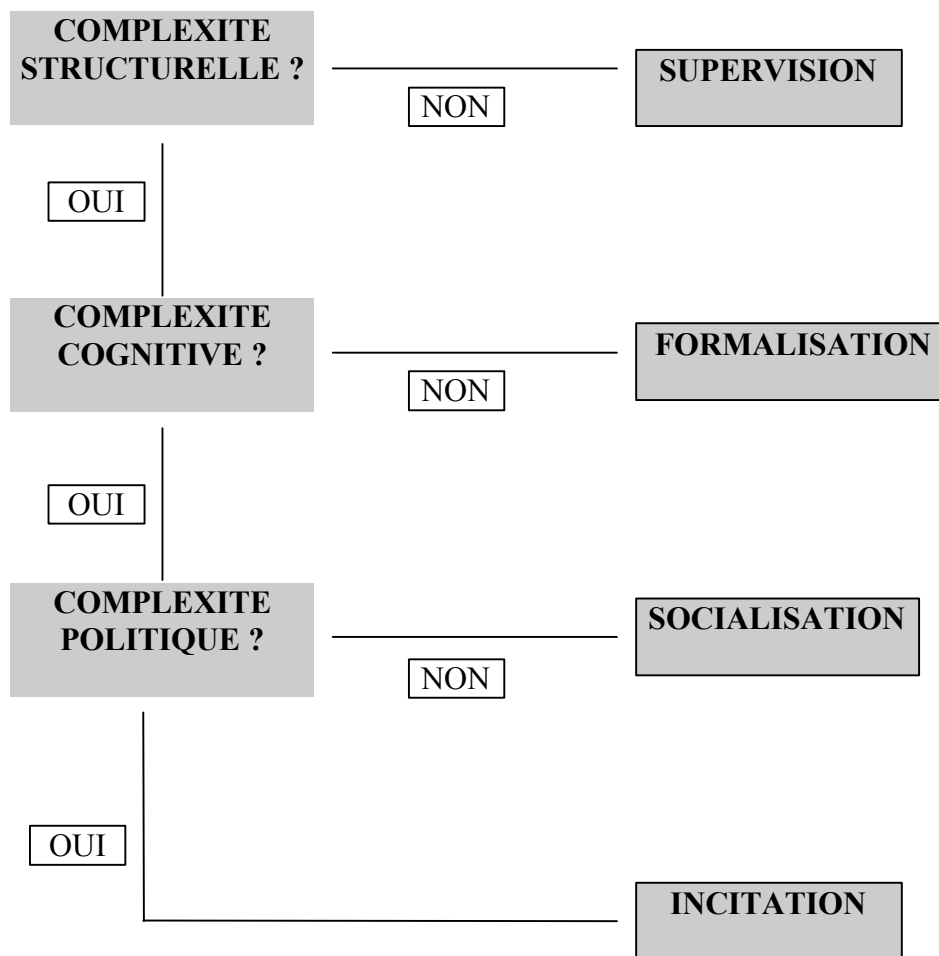 COMPLEXITE
STRUCTURELLE ?
SUPERVISION
NON
OUI
COMPLEXITE
COGNITIVE ?
FORMALISATION
NON
OUI
COMPLEXITE
POLITIQUE ?
SOCIALISATION
NON
OUI
INCITATION